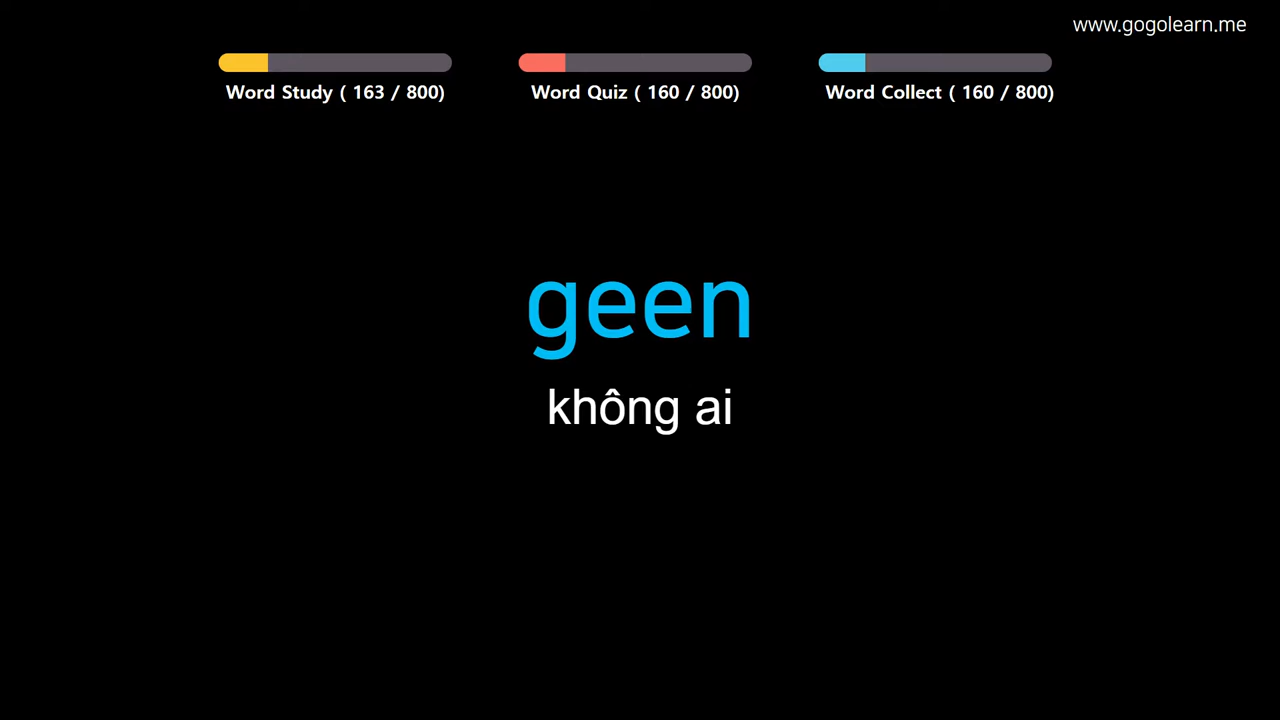 www.gogolearn.me
Word Study ( 163 / 800)
Word Quiz ( 160 / 800)
Word Collect ( 160 / 800)
geen
không ai